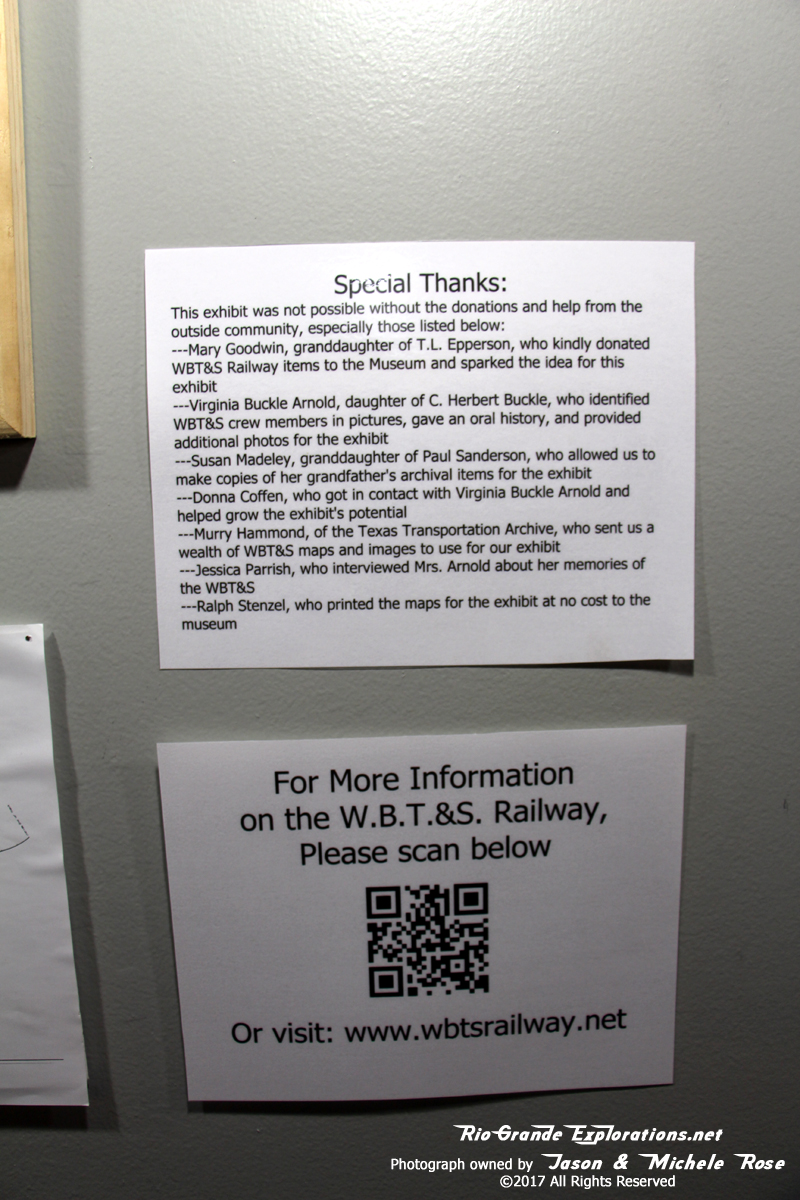 Special Thanks:
This exhibit was not possible without the donations and help from the
outside community, especially those listed below:
---Mary Goodwin, granddaughter of T.L. Epperson, who kindly donated
WBT&S Railway items to the Museum and sparked the idea for this
exhibit
---Virginia Buckle Arnold, daughter of C. Herbert Buckle, who identified
WBT&S crew members in pictures, gave an oral history, and provided
additional photos for the exhibit
---Susan Madeley, granddaughter of Paul Sanderson, who allowed us to
make copies of her grandfather's archival items for the exhibit
---Donna Coffen, who got in contact with Virginia Buckle Arnold and
helped grow the exhibit's potential
---Murry Hammond, of the Texas Transportation Archive, who sent us a
wealth of WBT&S maps and images to use for our exhibit
---Jessica Parrish, who interviewed Mrs. Arnold about her memories of
the WBT&S
---Ralph Stenzel, who printed the maps for the exhibit at no cost to the
museum
For More Information
on the W.B.T.&S. Railway,
Please scan below
Or visit: www.wbtsrailway.net
Rio Grande Explorations.net
Photograph owned by Jason & Michele Rose
©2017 All Rights Reserved